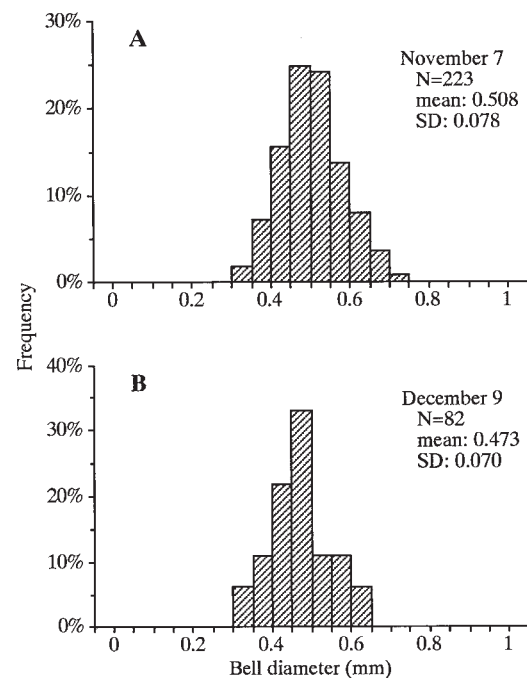 30%
A
November 7
N=223
mean: 0.508
SD: 0.078
20%
10%
0%
0 0.2 0.4 0.6 0.8 1
Frequency
40%
B
December 9
N=82
mean: 0.473
SD: 0.070
30%
20%
10%
0%
0 0.2 0.4 0.6 0.8 1
Bell diameter (mm)